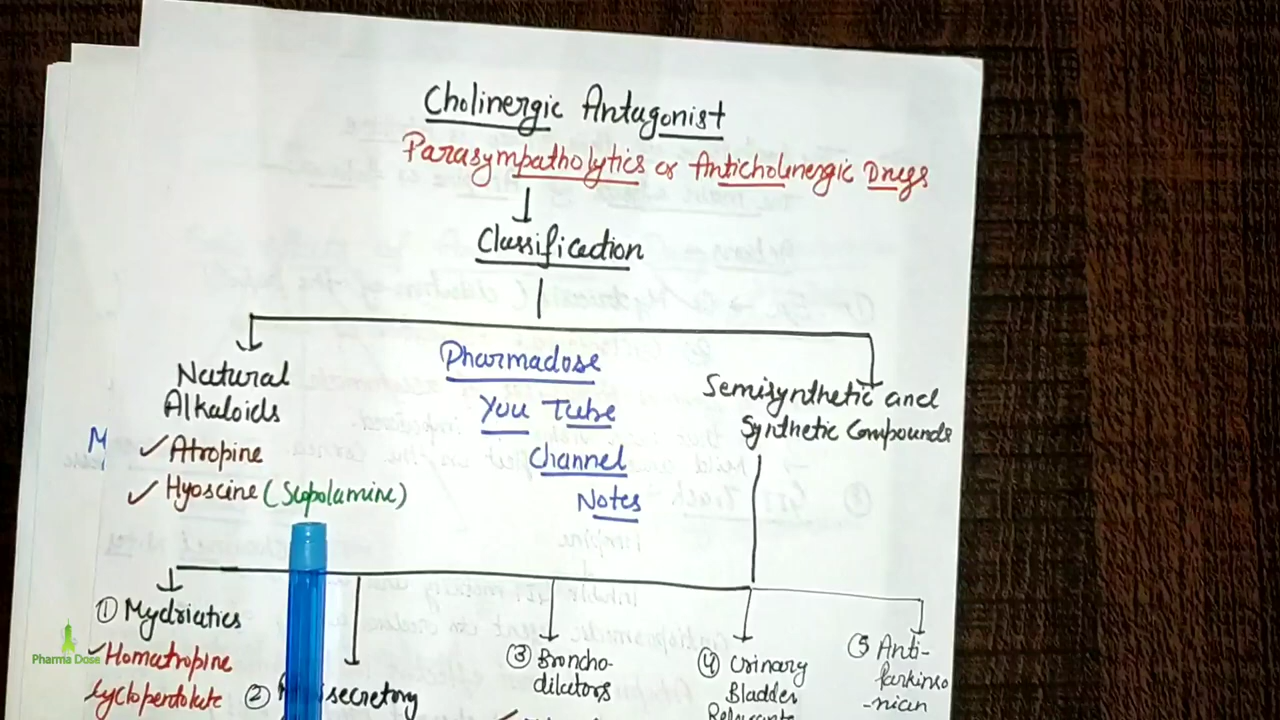 Cholinergic Antagonist
Parasympatholytics or Anticholinergic Drugs
Classification
Natural
Alkaloids
M
✓ Atropine
✓ Hyoscine (Scopolamine)
Pharmadose
You Tube
Channel
Notes
Semisynthetic and
Synthetic Compounds
① Mydriatics
✓ Homatropine
Cyclopentolate
②
secretory
③ Broncho-
dilators
④ Urinary
Bladder
⑤ Anti-
parkinso
-nian
Pharma Dose